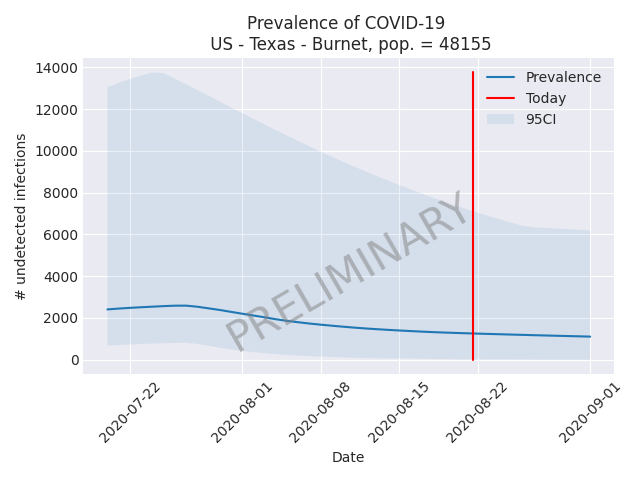 Prevalence of COVID-19
US - Texas - Burnet, pop. = 48155
14000
12000
10000
8000
6000
4000
2000
0
# undetected infections
Prevalence
Today
95CI
PRELIMINARY
2020-07-22
2020-08-01
2020-08-08
2020-08-15
2020-08-22
2020-09-01
Date